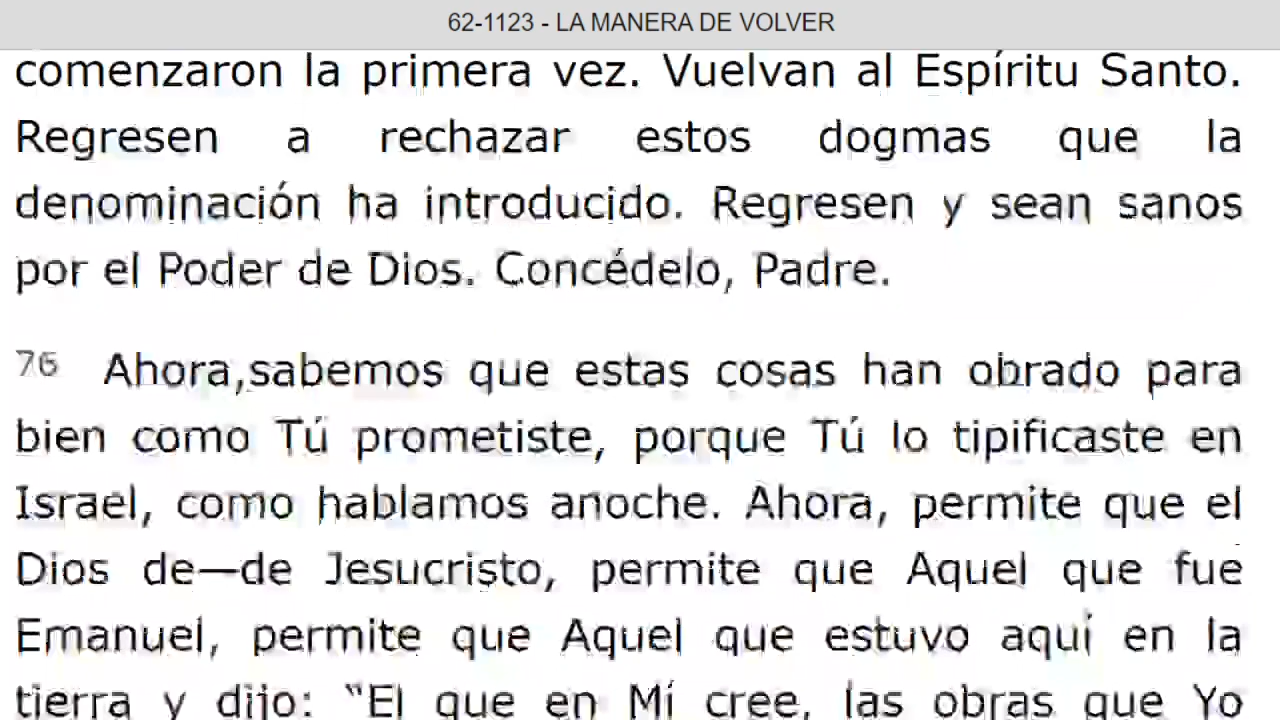 62-1123 - LA MANERA DE VOLVER
comenzaron la primera vez. Vuelvan al Espíritu Santo.
Regresen a rechazar estos dogmas que la
denominación ha introducido. Regresen y sean sanos
por el Poder de Dios. Concédelo, Padre.
76 Ahora,sabemos que estas cosas han obrado para
bien como Tú prometiste, porque Tú lo tipificaste en
Israel, como hablamos anoche. Ahora, permite que el
Dios de—de Jesucristo, permite que Aquel que fue
Emanuel, permite que Aquel que estuvo aquí en la
tierra y dijo: “El que en Mí cree, las obras que Yo